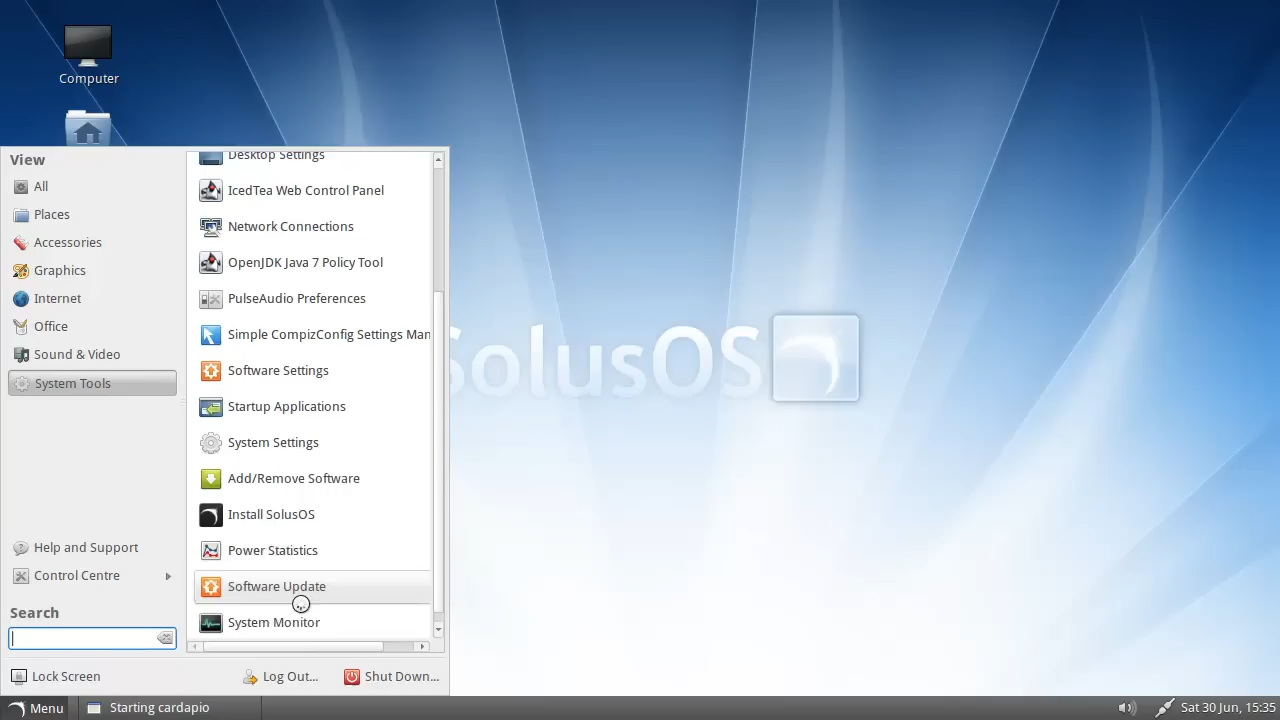 Computer
View
All
Places
Accessories
Graphics
Internet
Office
Sound & Video
System Tools
Help and Support
Control Centre
Search
Lock Screen
Log Out...
Shut Down...
Desktop Settings
IcedTea Web Control Panel
Network Connections
OpenJDK Java 7 Policy Tool
PulseAudio Preferences
Simple CompizConfig Settings Man
Software Settings
Startup Applications
System Settings
Add/Remove Software
Install SolusOS
Power Statistics
Software Update
System Monitor
SolusOS
Menu
Starting cardapio
Sat 30 Jun, 15:35